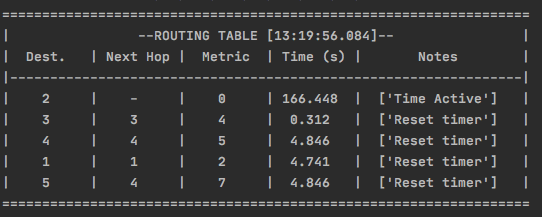 ======================================================================
| --ROUTING TABLE [13:19:56.084]-- |
| Dest. | Next Hop | Metric | Time (s) | Notes |
|--------------------------------------------------------------------|
| 2 | - | 0 | 166.448 | ['Time Active'] |
| 3 | 3 | 4 | 0.312 | ['Reset timer'] |
| 4 | 4 | 5 | 4.846 | ['Reset timer'] |
| 1 | 1 | 2 | 4.741 | ['Reset timer'] |
| 5 | 4 | 7 | 4.846 | ['Reset timer'] |
======================================================================